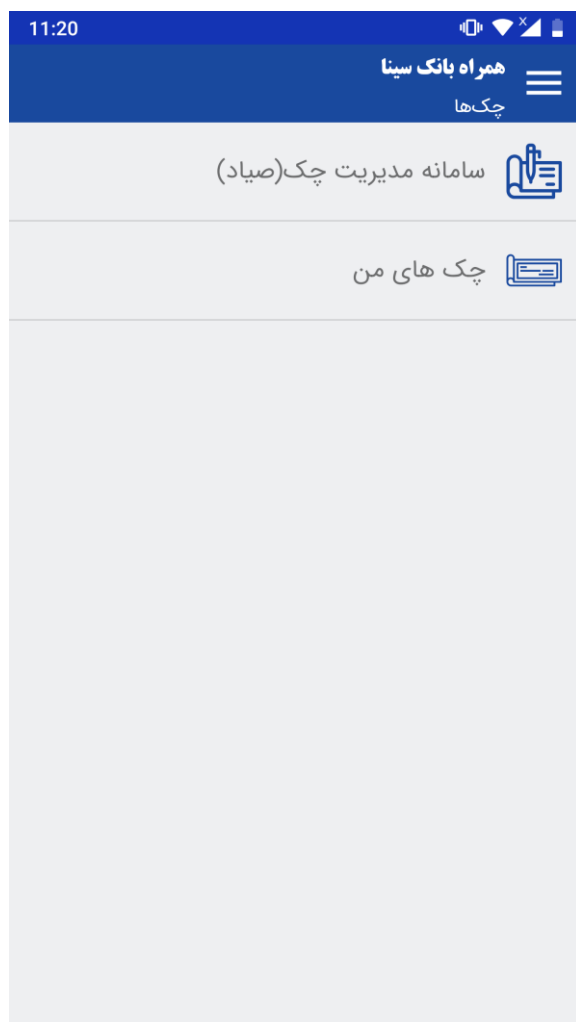 11:20
همراه بانک سینا
چک‌ها
سامانه مدیریت چک(صیاد)
چک های من